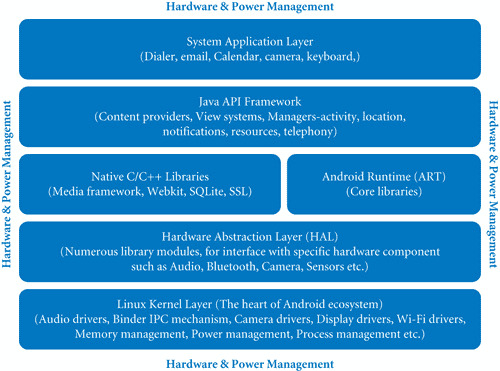 Hardware & Power Management
System Application Layer
(Dialer, email, Calendar, camera, keyboard,)
Java API Framework
(Content providers, View systems, Managers-activity, location,
notifications, resources, telephony)
Hardware & Power Management
Hardware & Power Management
Native C/C++ Libraries
(Media framework, Webkit, SQLite, SSL)
Android Runtime (ART)
(Core libraries)
Hardware Abstraction Layer (HAL)
(Numerous library modules, for interface with specific hardware component
such as Audio, Bluetooth, Camera, Sensors etc.)
Linux Kernel Layer (The heart of Android ecosystem)
(Audio drivers, Binder IPC mechanism, Camera drivers, Display drivers, Wi-Fi drivers,
Memory management, Power management, Process management etc.)
Hardware & Power Management